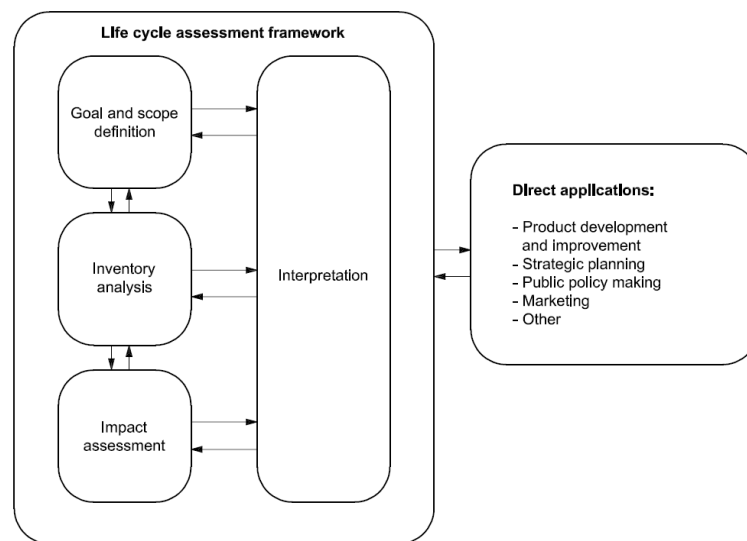 Life cycle assessment framework
Goal and scope
definition
Inventory
analysis
Impact
assessment
Interpretation
Direct applications:
- Product development
and improvement
- Strategic planning
- Public policy making
- Marketing
- Other